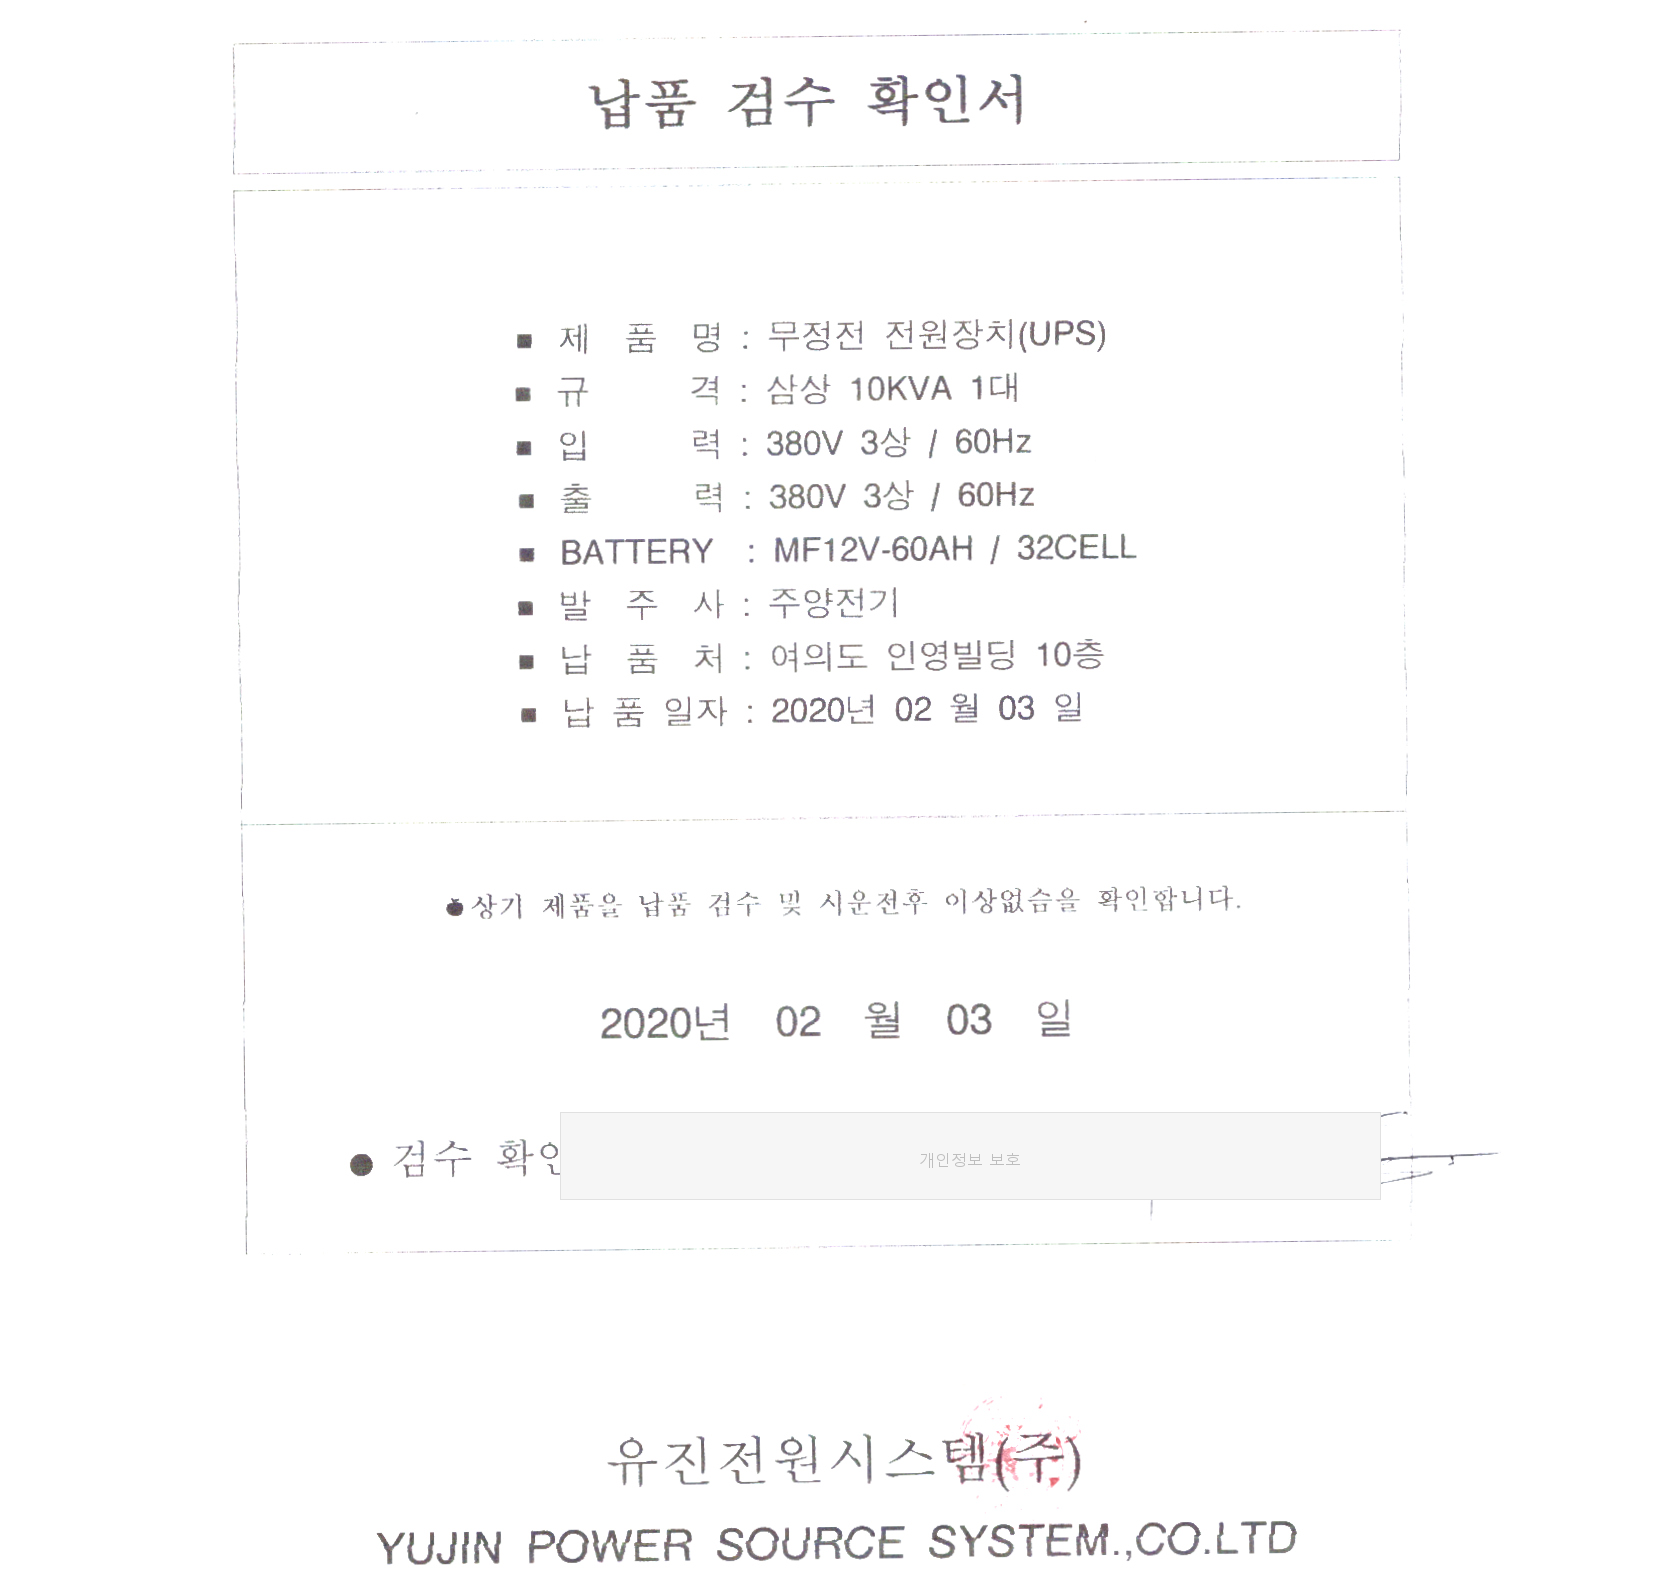 납품 검수 확인서
■ 제 품 명 : 무정전 전원장치(UPS)
■ 규 격 : 삼상 10KVA 1대
■ 입 력 : 380V 3상 / 60Hz
■ 출 력 : 380V 3상 / 60Hz
■ BATTERY : MF12V-60AH / 32CELL
■ 발 주 사 : 주양전기
■ 납 품 처 : 여의도 인영빌딩 10층
■ 납 품 일자 : 2020년 02 월 03 일
●상기 제품을 납품 검수 및 시운전후 이상없슴을 확인합니다.
2020년 02 월 03 일
● 검수 확인
개인정보 보호
유진전원시스템(주)
YUJIN POWER SOURCE SYSTEM.,CO.LTD